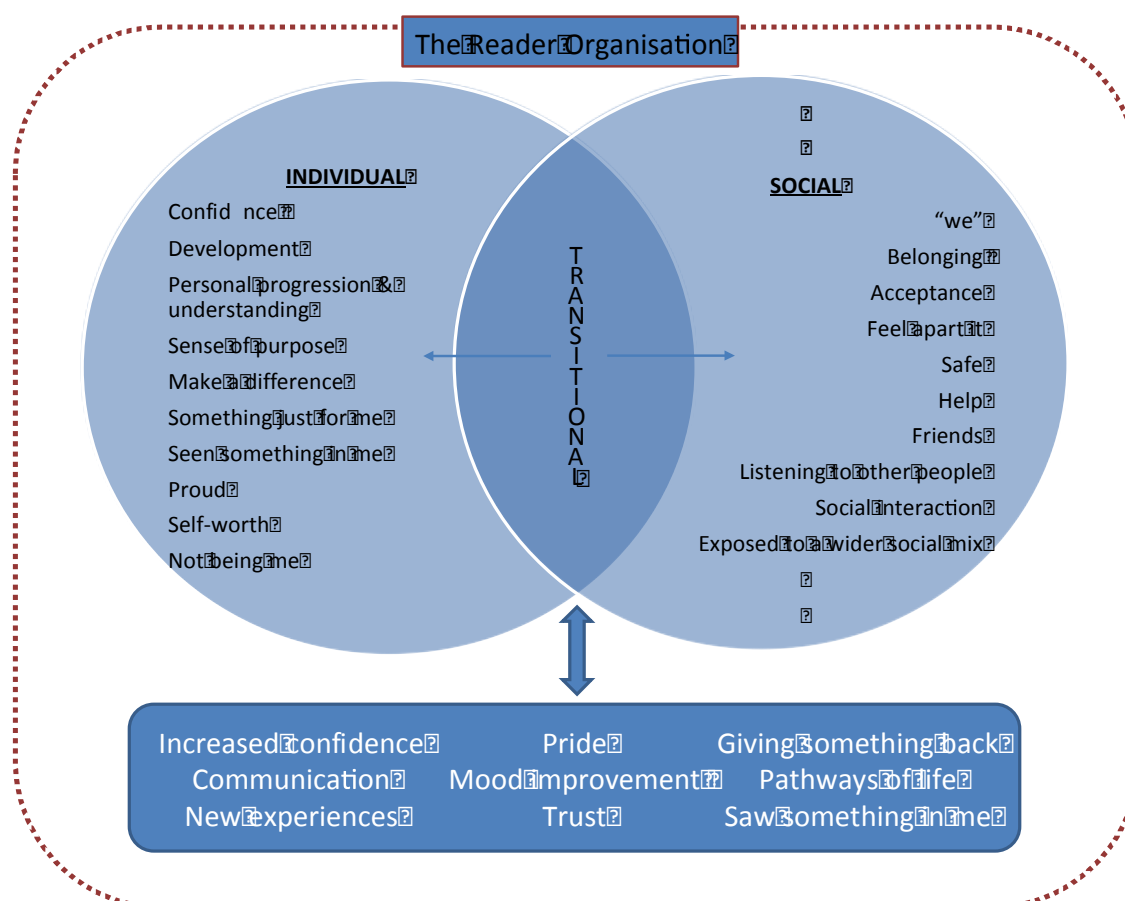 The Reader Organisation
INDIVIDUAL
Confid nce
Development
Personal progression &
understanding
Sense of purpose
Make a difference
Something just for me
Seen something in me
Proud
Self-worth
Not being me
TRANSITIONAL
SOCIAL
“we”
Belonging
Acceptance
Feel apart it
Safe
Help
Friends
Listening to other people
Social interaction
Exposed to a wider social mix
Increased confidence Pride Giving something back
Communication Mood improvement Pathways of life
New experiences Trust Saw something in me